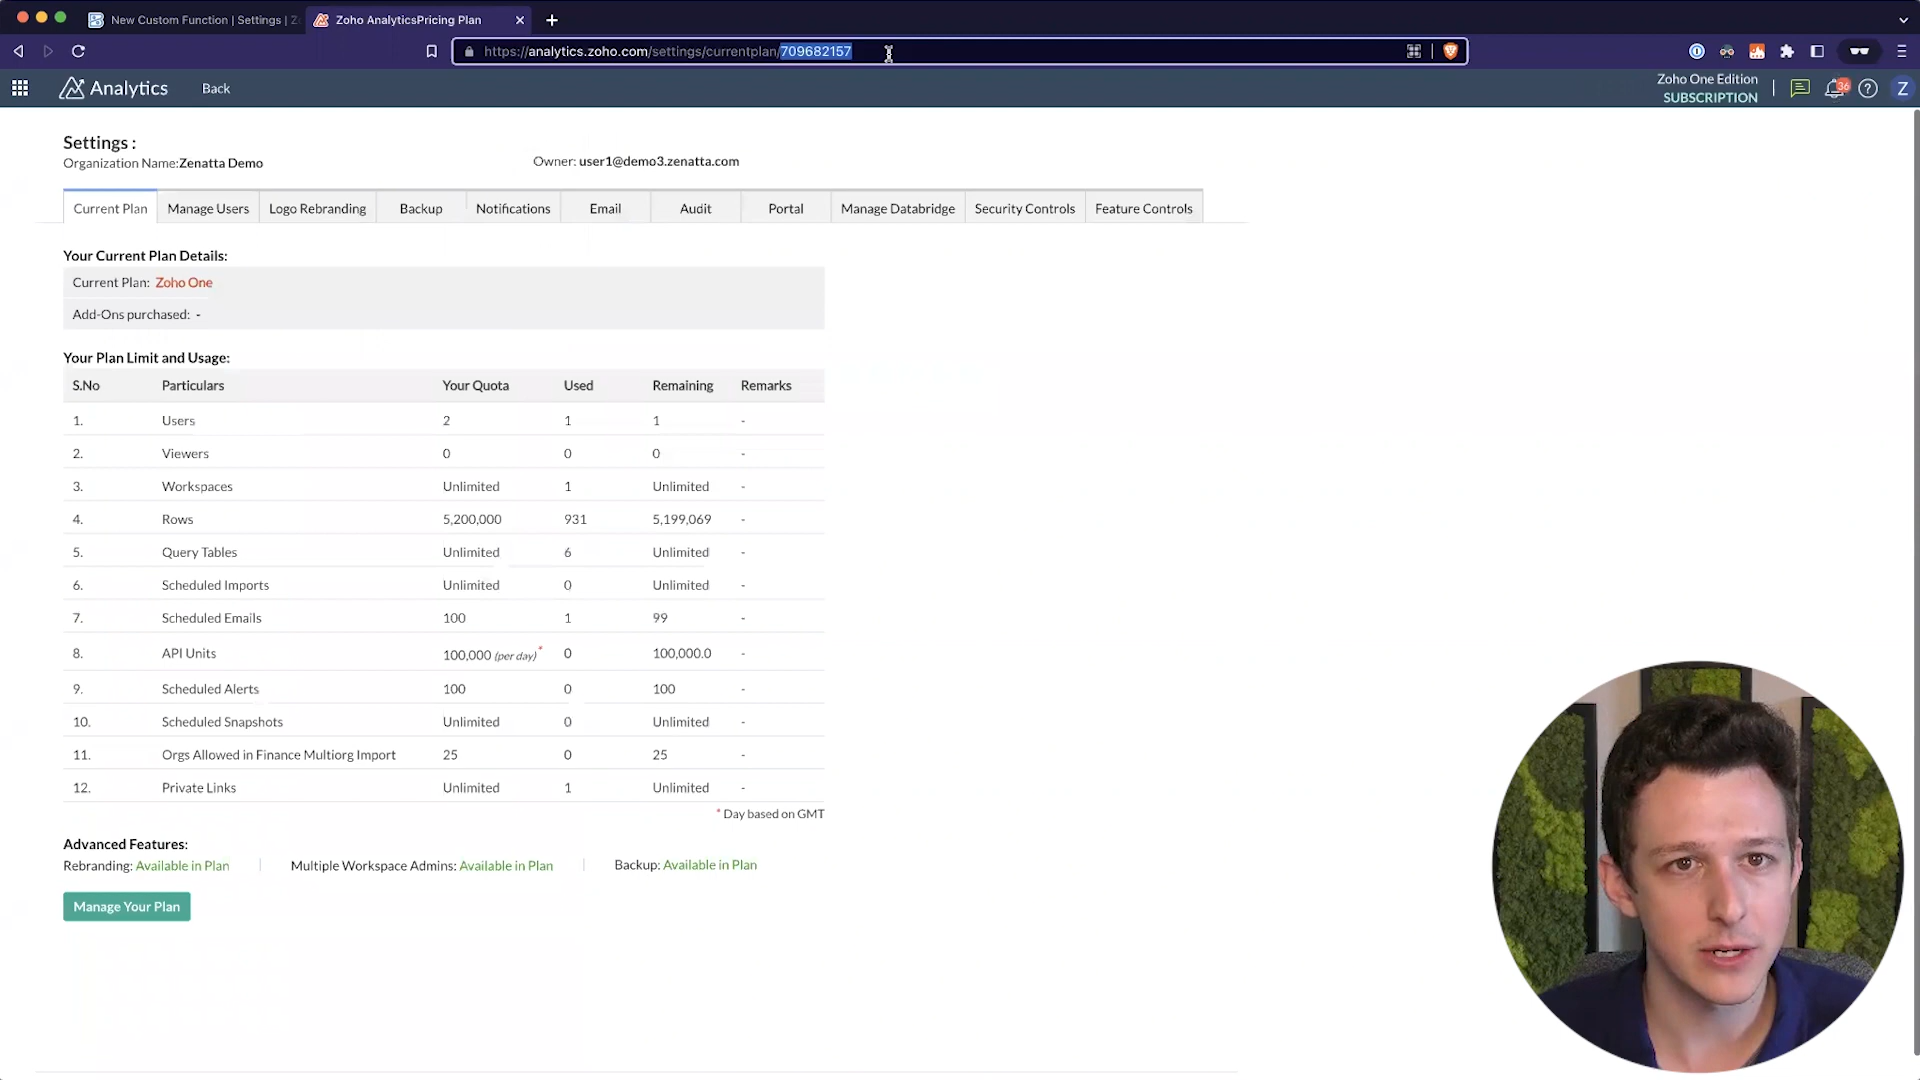 New Custom Function | Settings | Z
Zoho AnalyticsPricing Plan
https://analytics.zoho.com/settings/currentplan/709682157
Analytics
Back
Zoho One Edition
SUBSCRIPTION
36
Z
Settings :
Organization Name:Zenatta Demo
Owner: user1@demo3.zenatta.com
Current Plan
Manage Users
Logo Rebranding
Backup
Notifications
Email
Audit
Portal
Manage Databridge
Security Controls
Feature Controls
Your Current Plan Details:
Current Plan: Zoho One
Add-Ons purchased: -
Your Plan Limit and Usage:
S.No Particulars Your Quota Used Remaining Remarks
1. Users 2 1 1 -
2. Viewers 0 0 0 -
3. Workspaces Unlimited 1 Unlimited -
4. Rows 5,200,000 931 5,199,069 -
5. Query Tables Unlimited 6 Unlimited -
6. Scheduled Imports Unlimited 0 Unlimited -
7. Scheduled Emails 100 1 99 -
8. API Units 100,000 (per day)* 0 100,000.0 -
9. Scheduled Alerts 100 0 100 -
10. Scheduled Snapshots Unlimited 0 Unlimited -
11. Orgs Allowed in Finance Multiorg Import 25 0 25 -
12. Private Links Unlimited 1 Unlimited -
* Day based on GMT
Advanced Features:
Rebranding: Available in Plan
Multiple Workspace Admins: Available in Plan
Backup: Available in Plan
Manage Your Plan